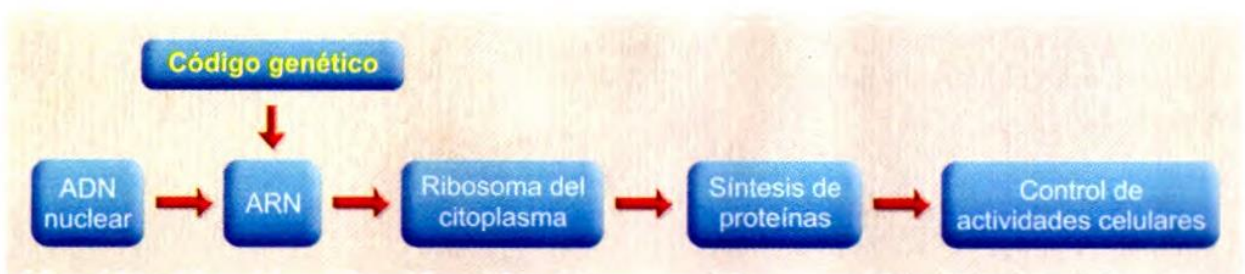 Código genético
ADN
nuclear
ARN
Ribosoma del
citoplasma
Síntesis de
proteínas
Control de
actividades celulares